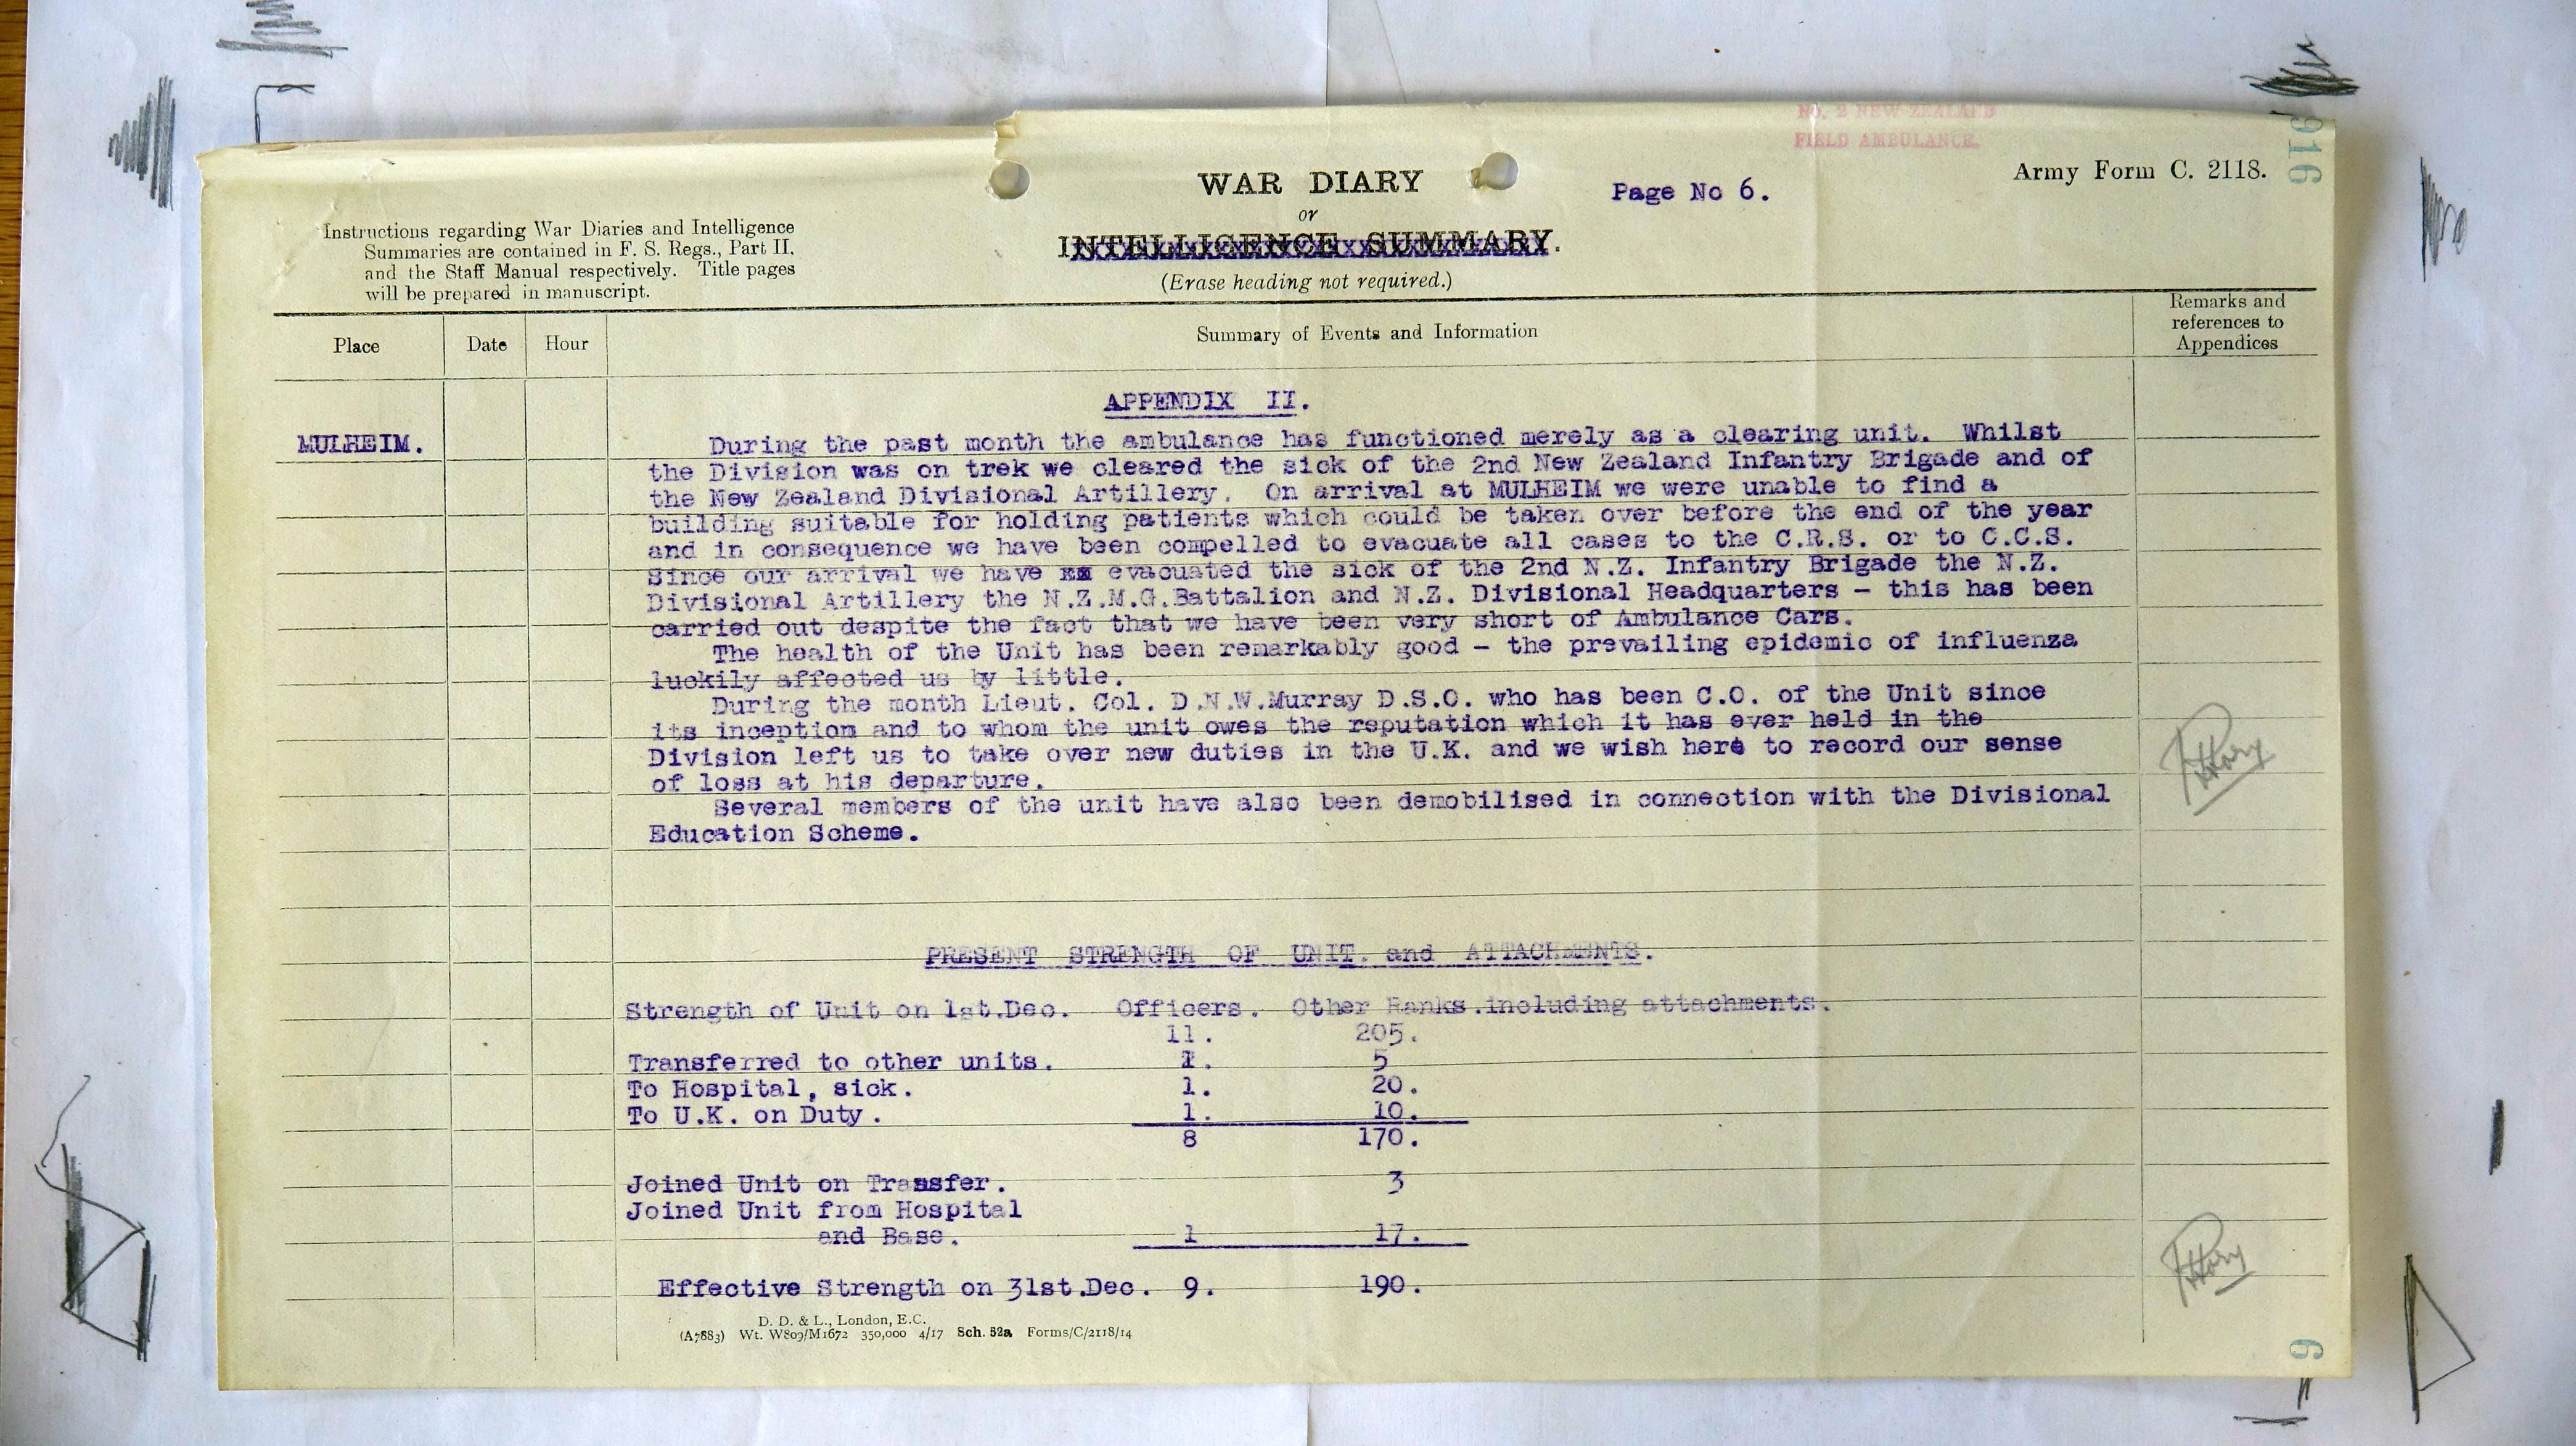 NO. 2 NEW ZEALAND
FIELD AMBULANCE.
916
Army Form C. 2118.
WAR DIARY
or
INTELLIGENCE SUMMARY.
(Erase heading not required.)
Page No 6.
Instructions regarding War Diaries and Intelligence
Summaries are contained in F. S. Regs., Part II.
and the Staff Manual respectively. Title pages
will be prepared in manuscript.
Place
Date
Hour
Summary of Events and Information
Remarks and
references to
Appendices
APPENDIX II.
MULHEIM.
During the past month the ambulance has functioned merely as a clearing unit. Whilst
the Division was on trek we cleared the sick of the 2nd New Zealand Infantry Brigade and of
the New Zealand Divisional Artillery. On arrival at MULHEIM we were unable to find a
building suitable for holding patients which could be taken over before the end of the year
and in consequence we have been compelled to evacuate all cases to the C.R.S. or to C.C.S.
Since our arrival we have evacuated the sick of the 2nd N.Z. Infantry Brigade the N.Z.
Divisional Artillery the N.Z.M.G.Battalion and N.Z. Divisional Headquarters - this has been
carried out despite the fact that we have been very short of Ambulance Cars.
The health of the Unit has been remarkably good - the prevailing epidemic of influenza
luckily affected us by little.
During the month Lieut. Col. D.N.W.Murray D.S.O. who has been C.O. of the Unit since
its inception and to whom the unit owes the reputation which it has ever held in the
Division left us to take over new duties in the U.K. and we wish here to record our sense
of loss at his departure.
Several members of the unit have also been demobilised in connection with the Divisional
Education Scheme.
PRESENT STRENGTH OF UNIT. and ATTACHMENTS.
Strength of Unit on 1st.Dec. Officers. Other Ranks.including attachments.
11. 205.
Transferred to other units. 1. 5
To Hospital, sick. 1. 20.
To U.K. on Duty. 1. 10.
8 170.
Joined Unit on Transfer. 3
Joined Unit from Hospital
and Base. 1 17.
Effective Strength on 31st.Dec. 9. 190.
D. D. & L., London, E.C.
(A7883) Wt. W809/M1672 350,000 4/17 Sch. 52a Forms/C/2118/14
6